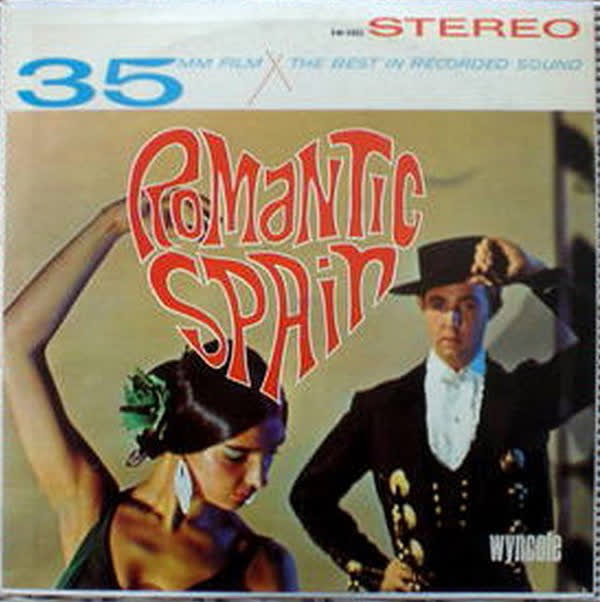 STEREO
35 MM FILM X THE BEST IN RECORDED SOUND
ROMANTIC
SPAIN
wyncote